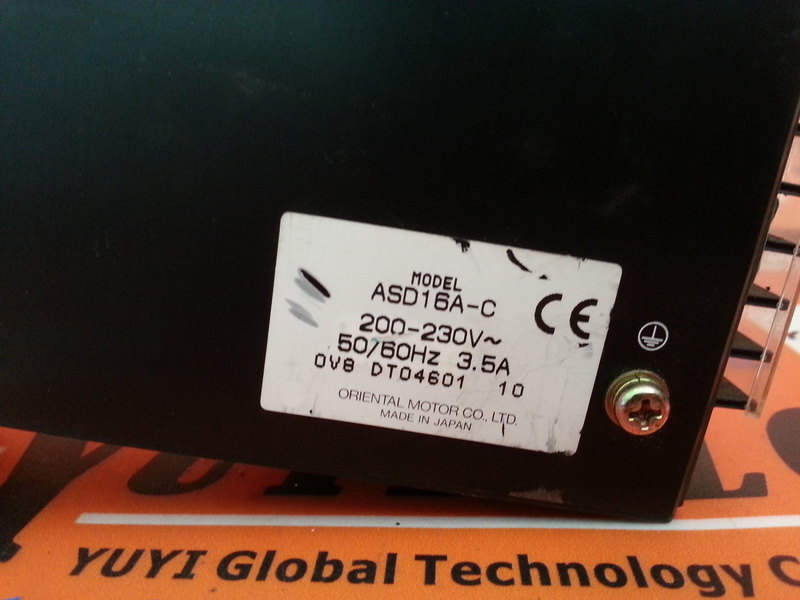 MODEL
ASD16A-C
CE
200-230V~
50/60Hz 3.5A
0V8 DT04601 10
ORIENTAL MOTOR CO., LTD.
MADE IN JAPAN
YUYI Global Technology C